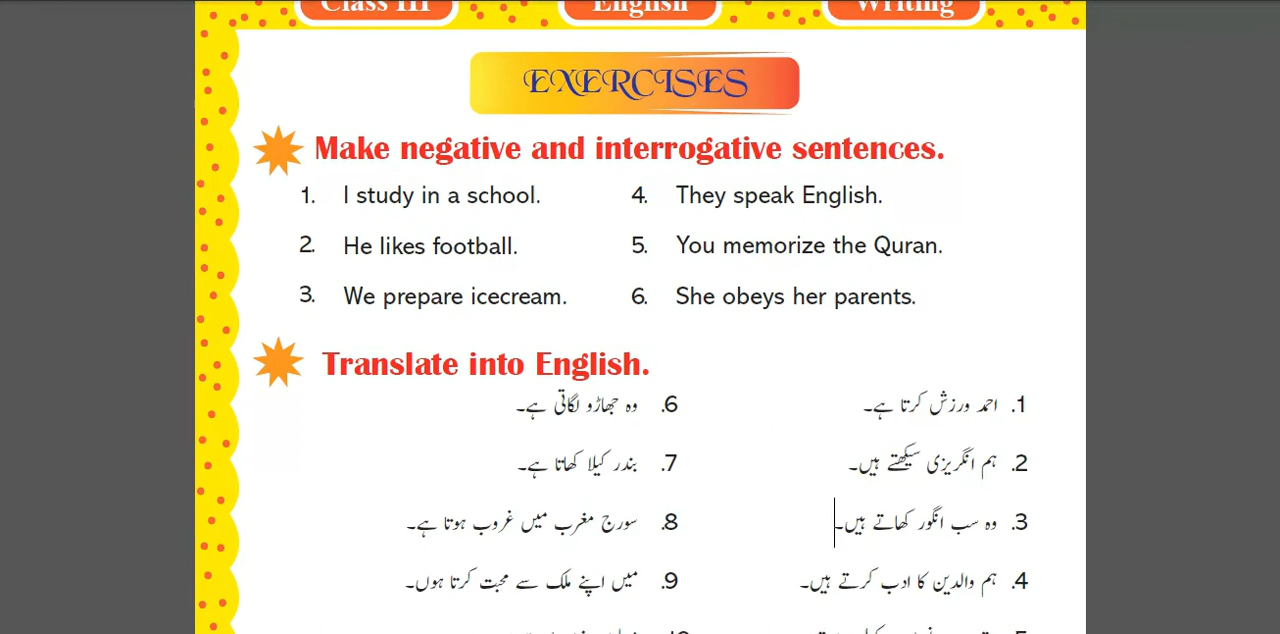 Class III English Writing
EXERCISES
Make negative and interrogative sentences.
1. I study in a school.
2. He likes football.
3. We prepare icecream.
4. They speak English.
5. You memorize the Quran.
6. She obeys her parents.
Translate into English.
1. احمد ورزش کرتا ہے۔
2. ہم انگریزی سیکھتے ہیں۔
3. وہ سب انگور کھاتے ہیں۔
4. ہم والدین کا ادب کرتے ہیں۔
6. وہ جھاڑو لگاتی ہے۔
7. بندر کیلا کھاتا ہے۔
8. سورج مغرب میں غروب ہوتا ہے۔
9. میں اپنے ملک سے محبت کرتا ہوں۔